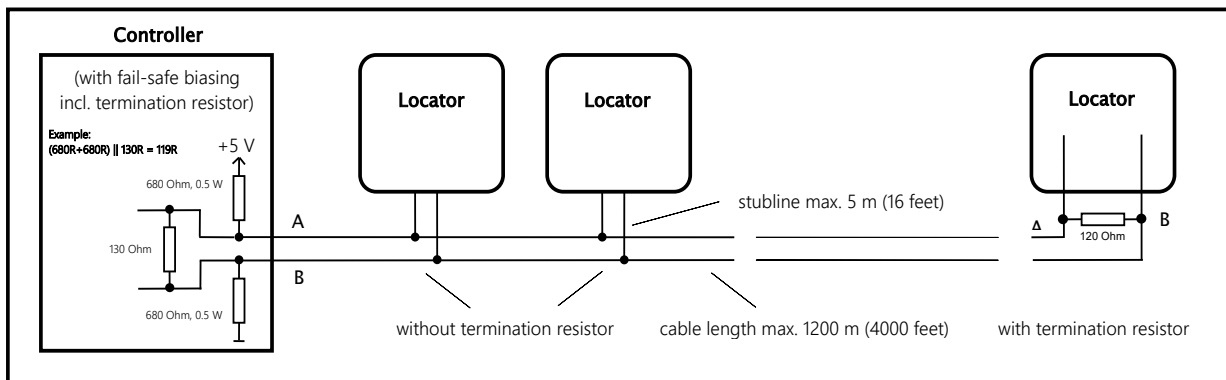 Controller
(with fail-safe biasing
incl. termination resistor)
Example:
(680R+680R) || 130R = 119R
+5 V
680 Ohm, 0.5 W
130 Ohm
680 Ohm, 0.5 W
A
B
Locator
Locator
Locator
stubline max. 5 m (16 feet)
A
B
120 Ohm
without termination resistor
cable length max. 1200 m (4000 feet)
with termination resistor